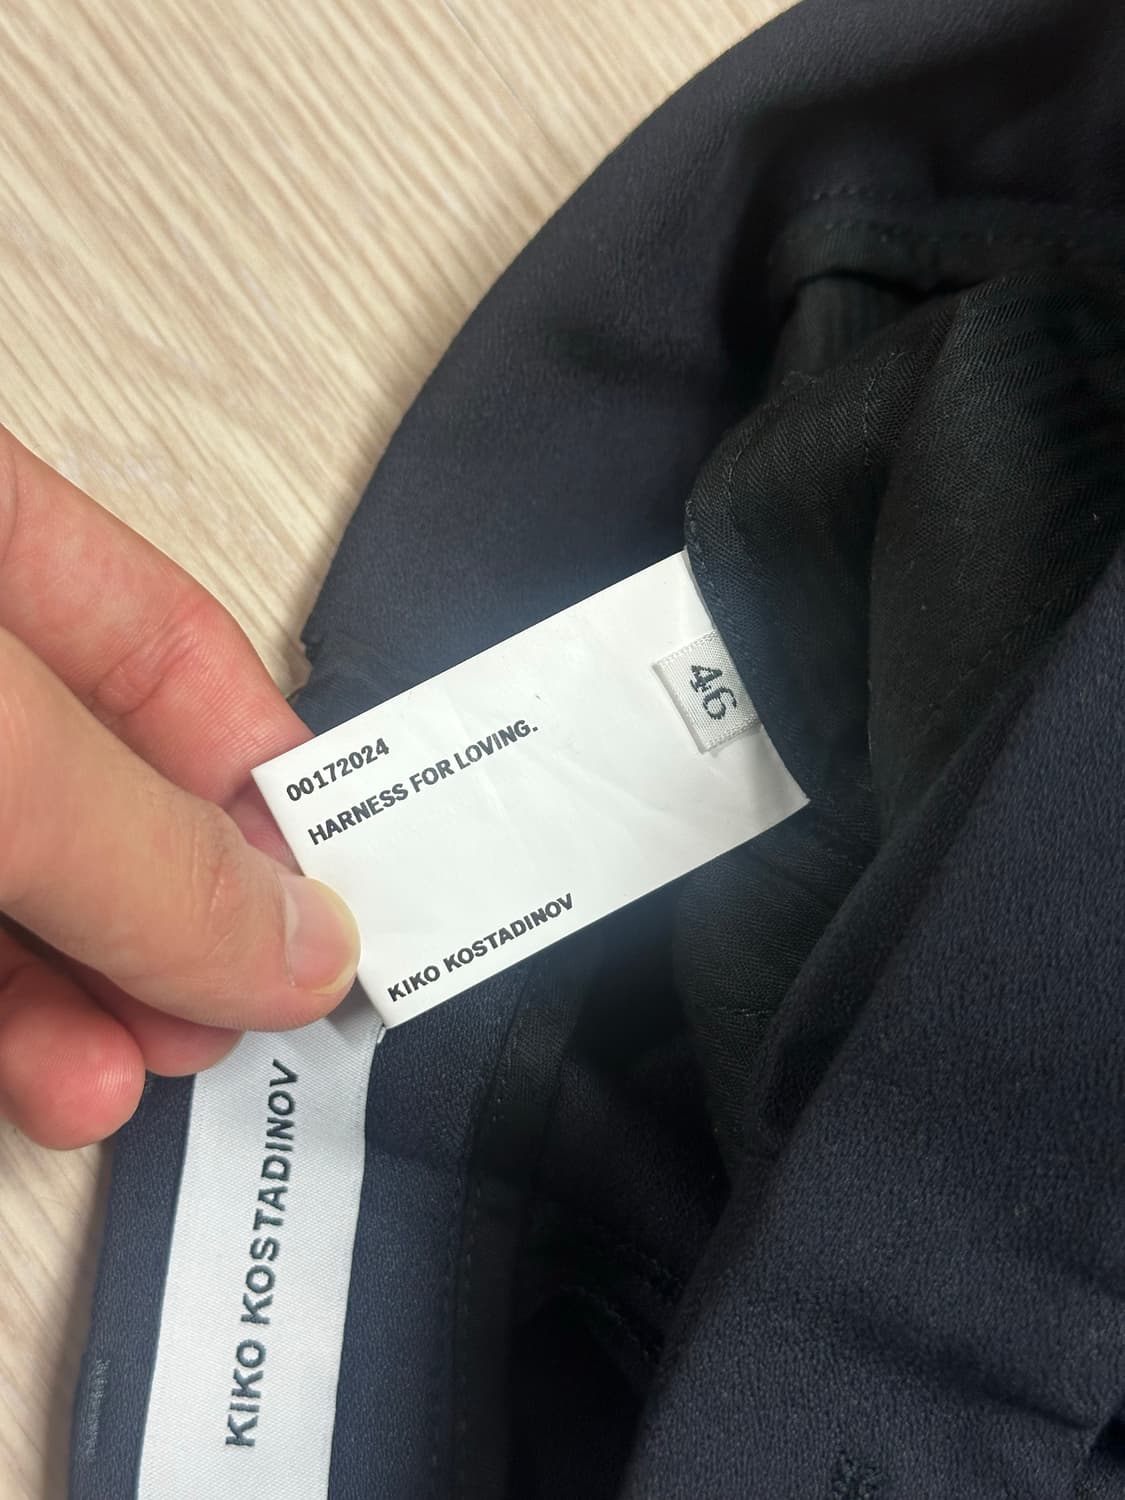 00172024
HARNESS FOR LOVING.
46
KIKO KOSTADINOV
KIKO KOSTADINOV